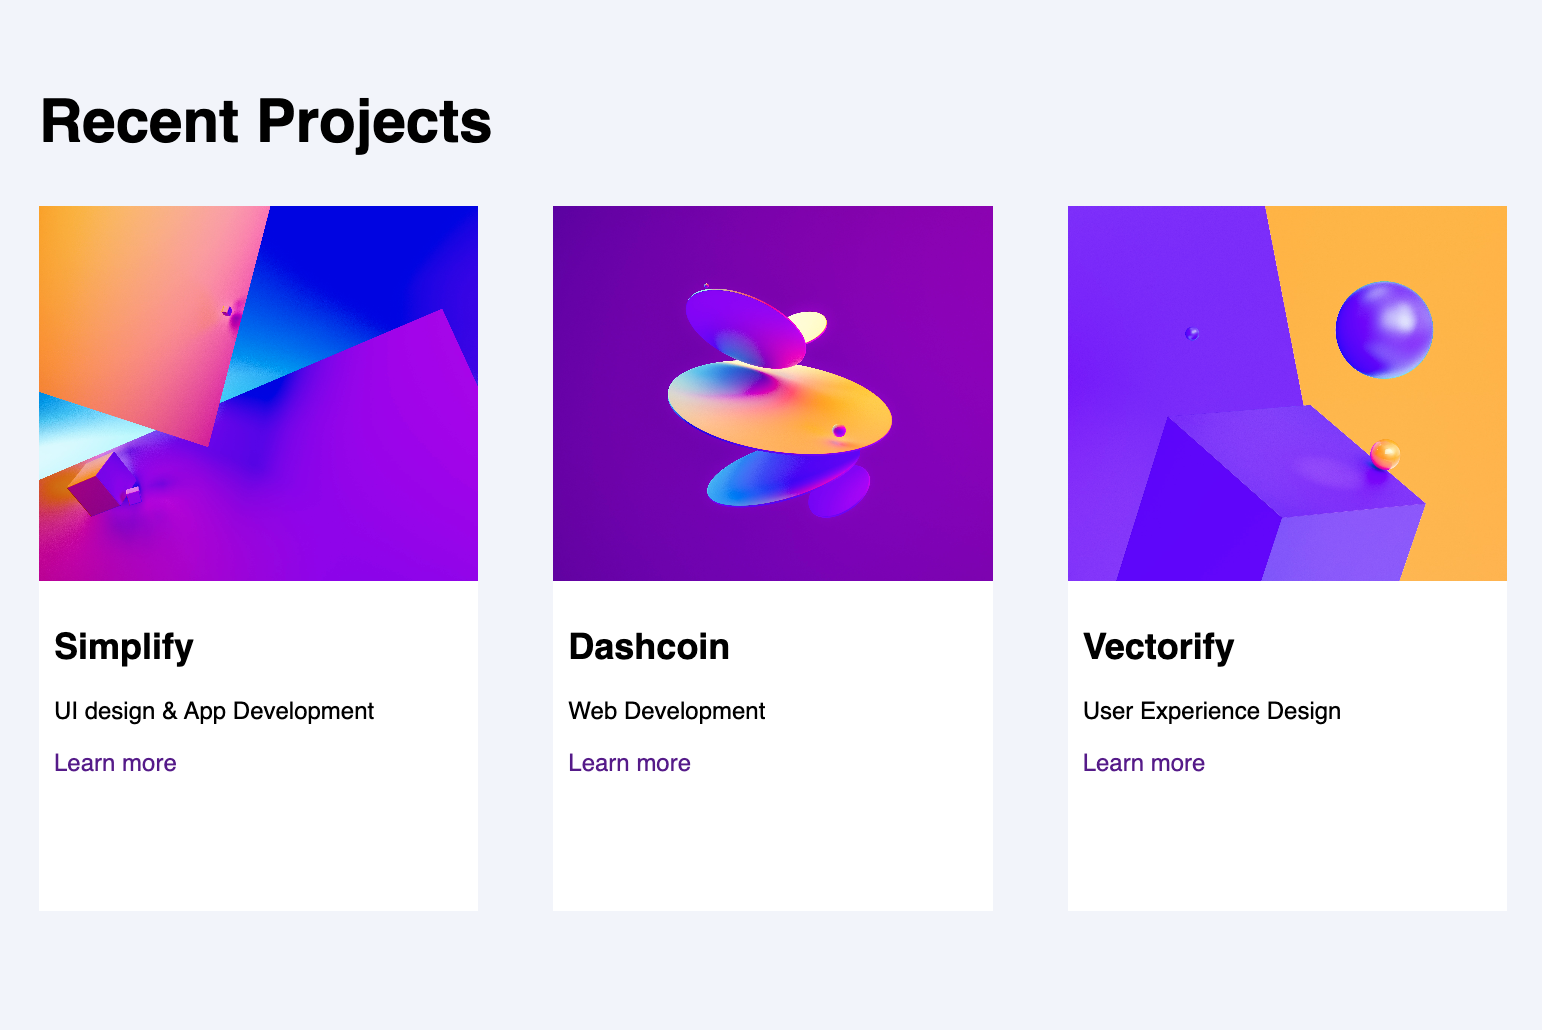 Recent Projects
Simplify
UI design & App Development
Learn more
Dashcoin
Web Development
Learn more
Vectorify
User Experience Design
Learn more